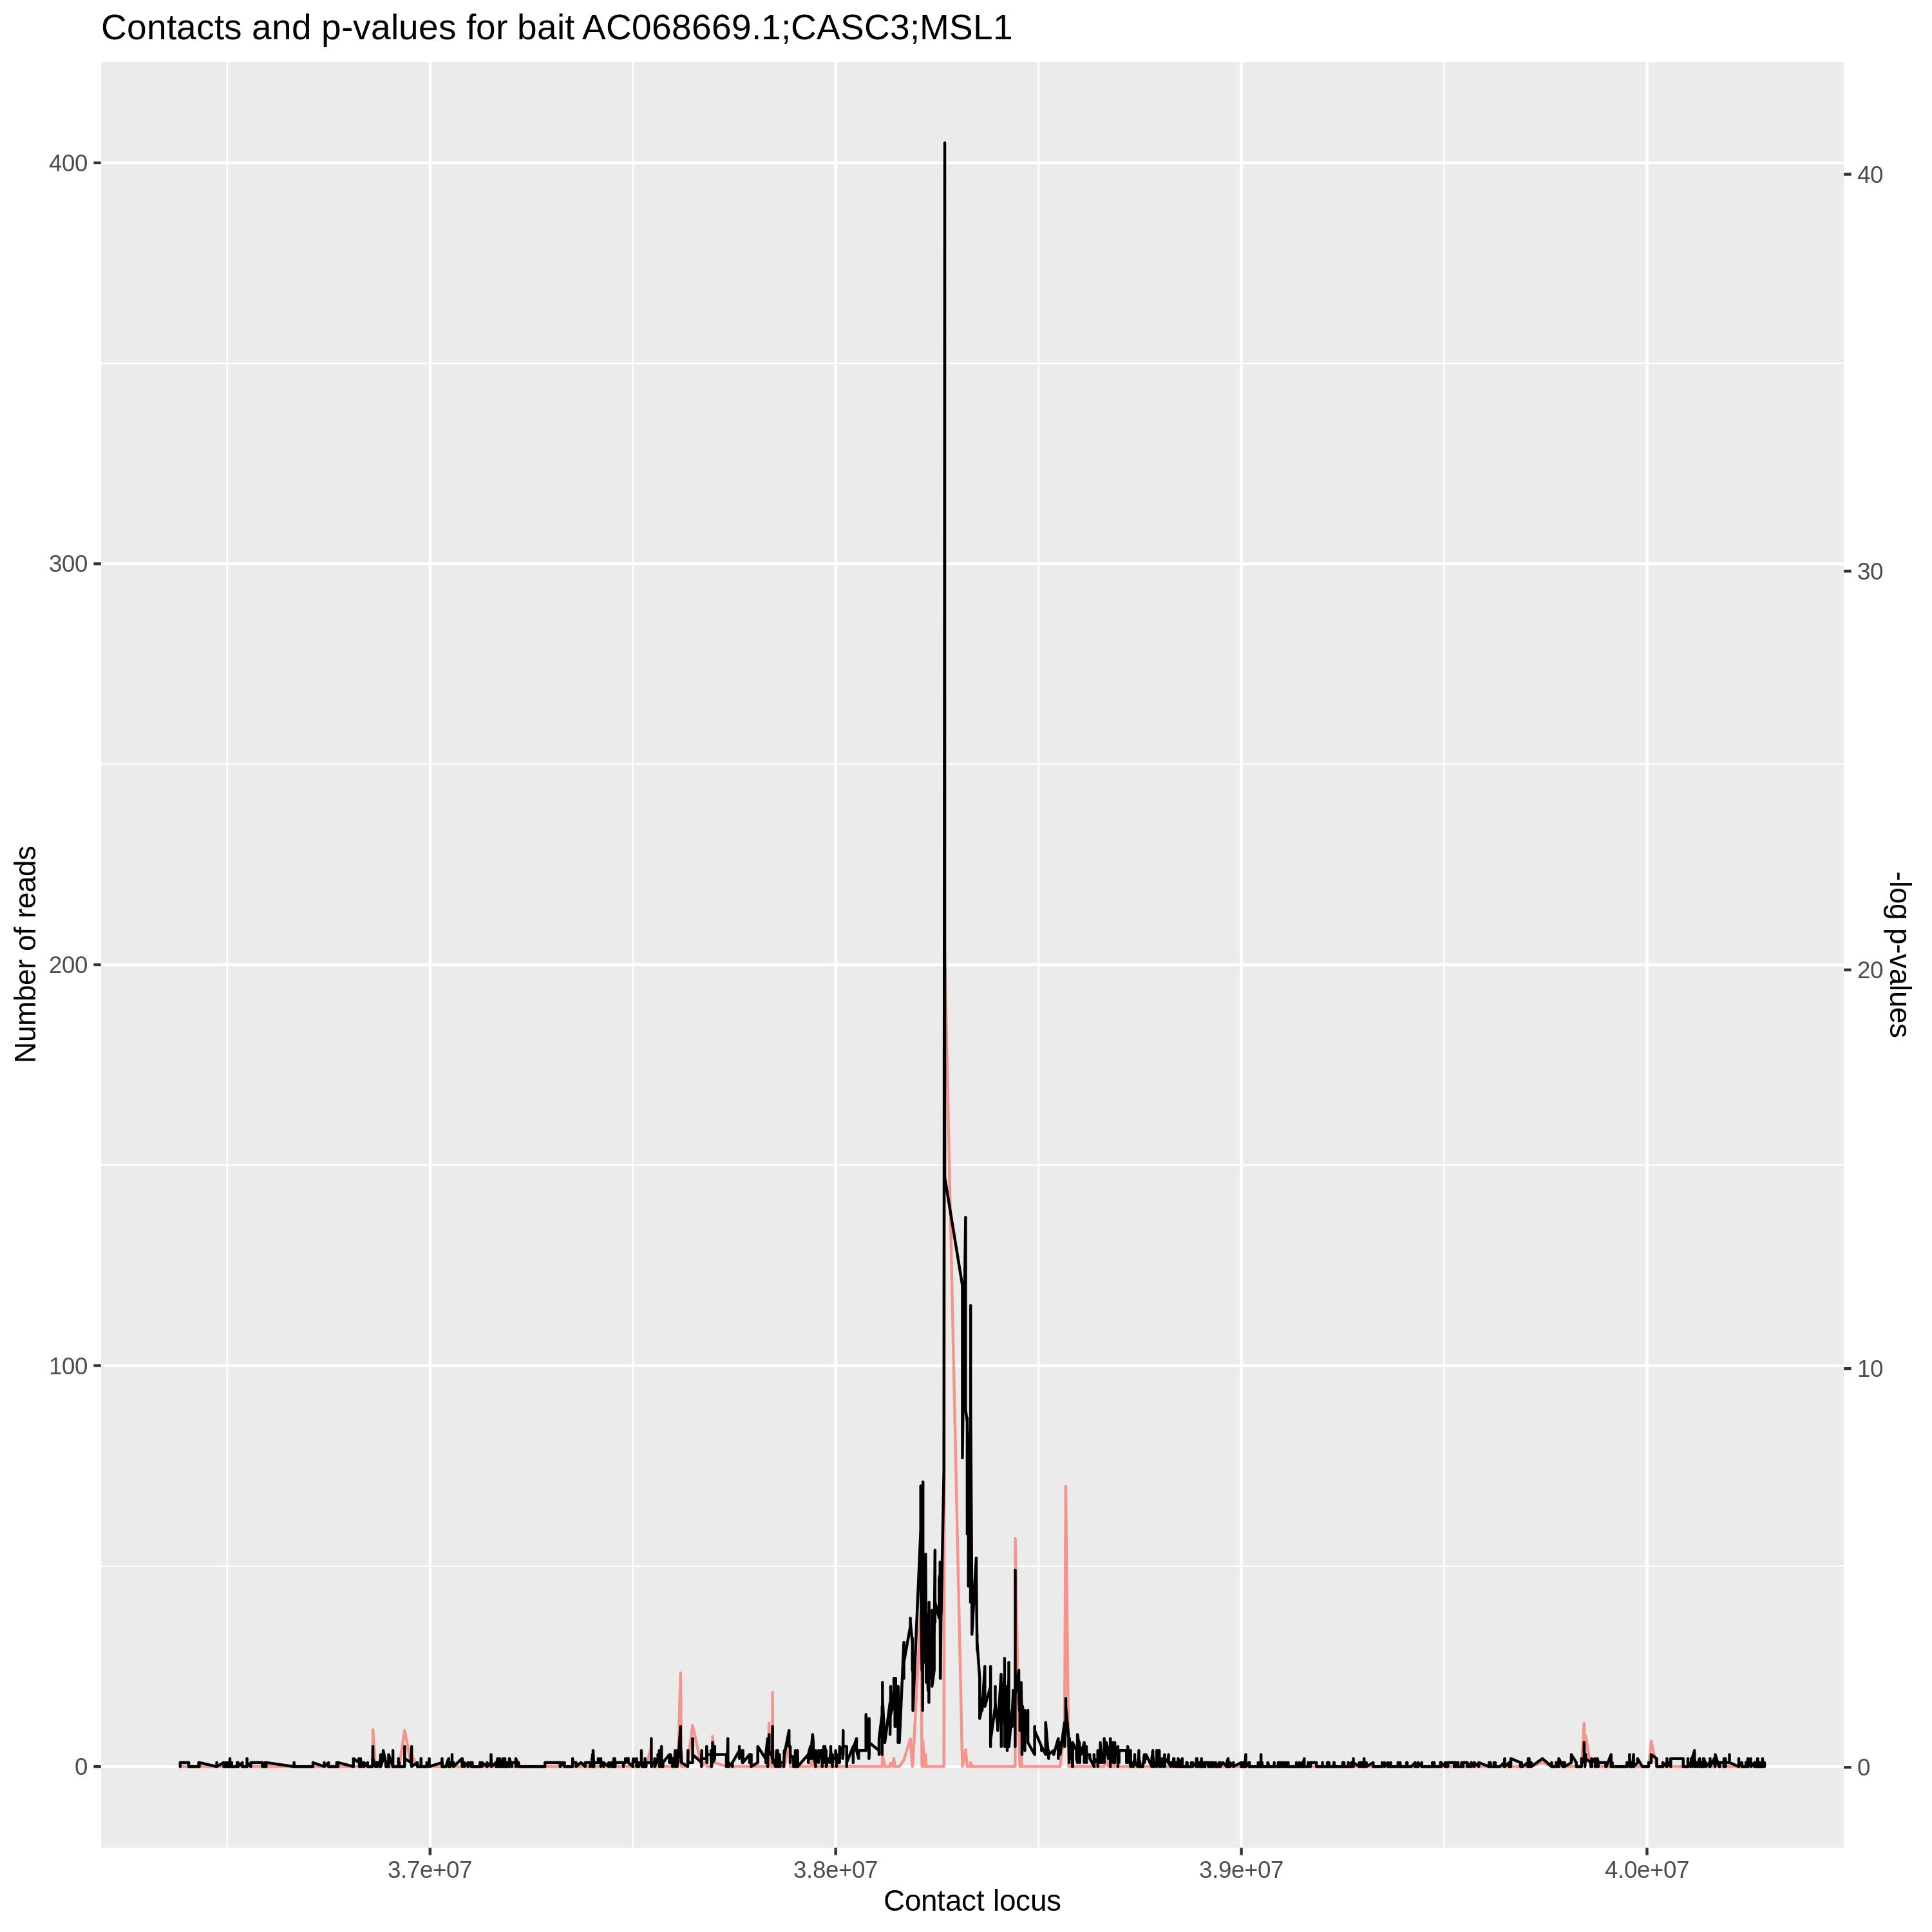 Contacts and p-values for bait AC068669.1;CASC3;MSL1
400
300
200
100
0
Number of reads
40
30
20
10
0
-log p-values
3.7e+07
3.8e+07
3.9e+07
4.0e+07
Contact locus